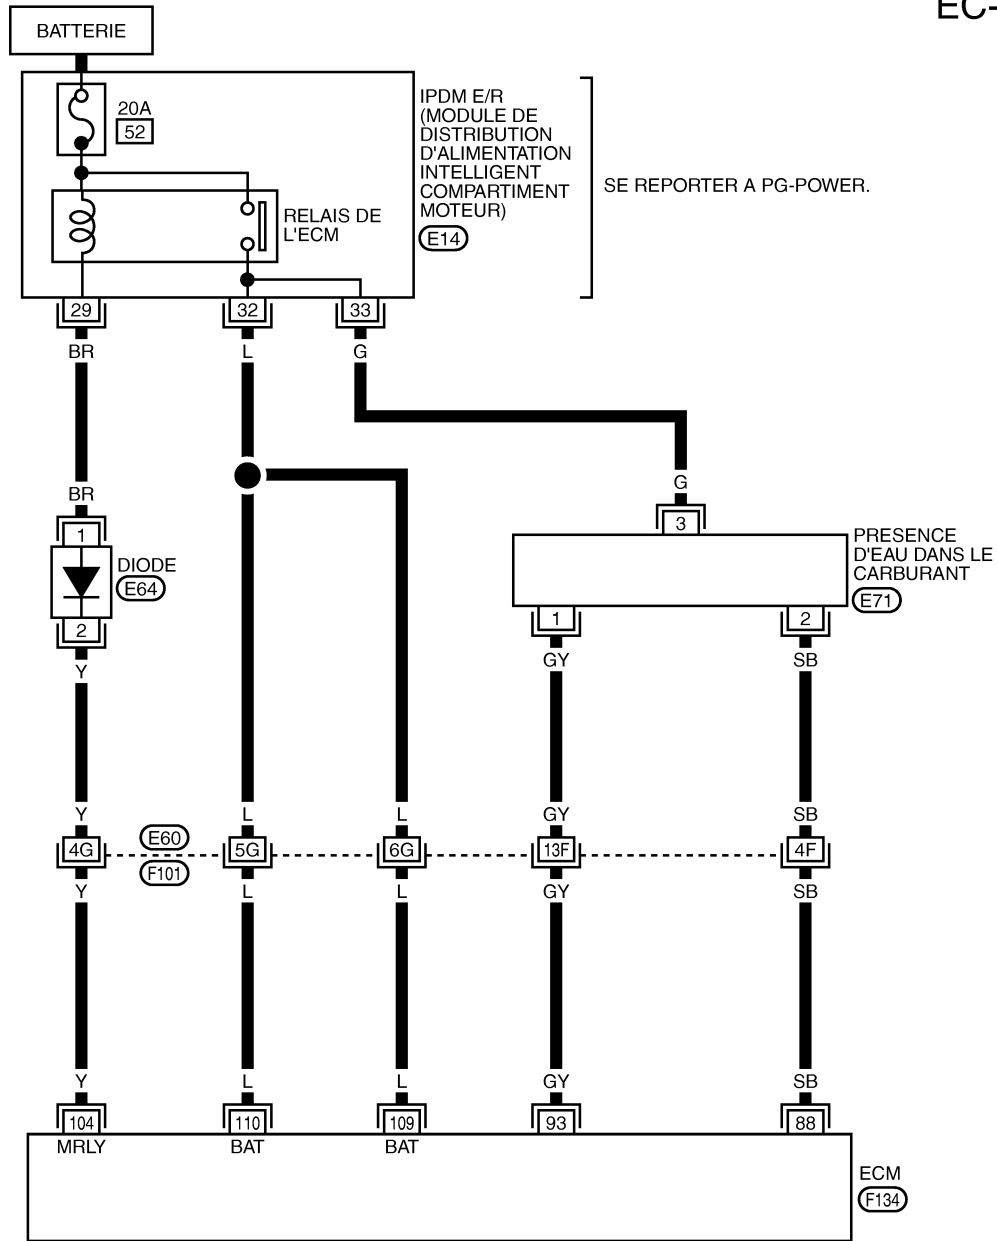 EC-
BATTERIE
20A
52
IPDM E/R
(MODULE DE
DISTRIBUTION
D'ALIMENTATION
INTELLIGENT
COMPARTIMENT
MOTEUR)
E14
SE REPORTER A PG-POWER.
RELAIS DE
L'ECM
29 32 33
BR L G
BR G
1 3
DIODE
E64
PRESENCE
D'EAU DANS LE
CARBURANT
E71
2 1 2
Y GY SB
Y L L GY SB
E60
4G 5G 6G 13F 4F
F101
Y L L GY SB
Y L L GY SB
104 110 109 93 88
MRLY BAT BAT
ECM
F134